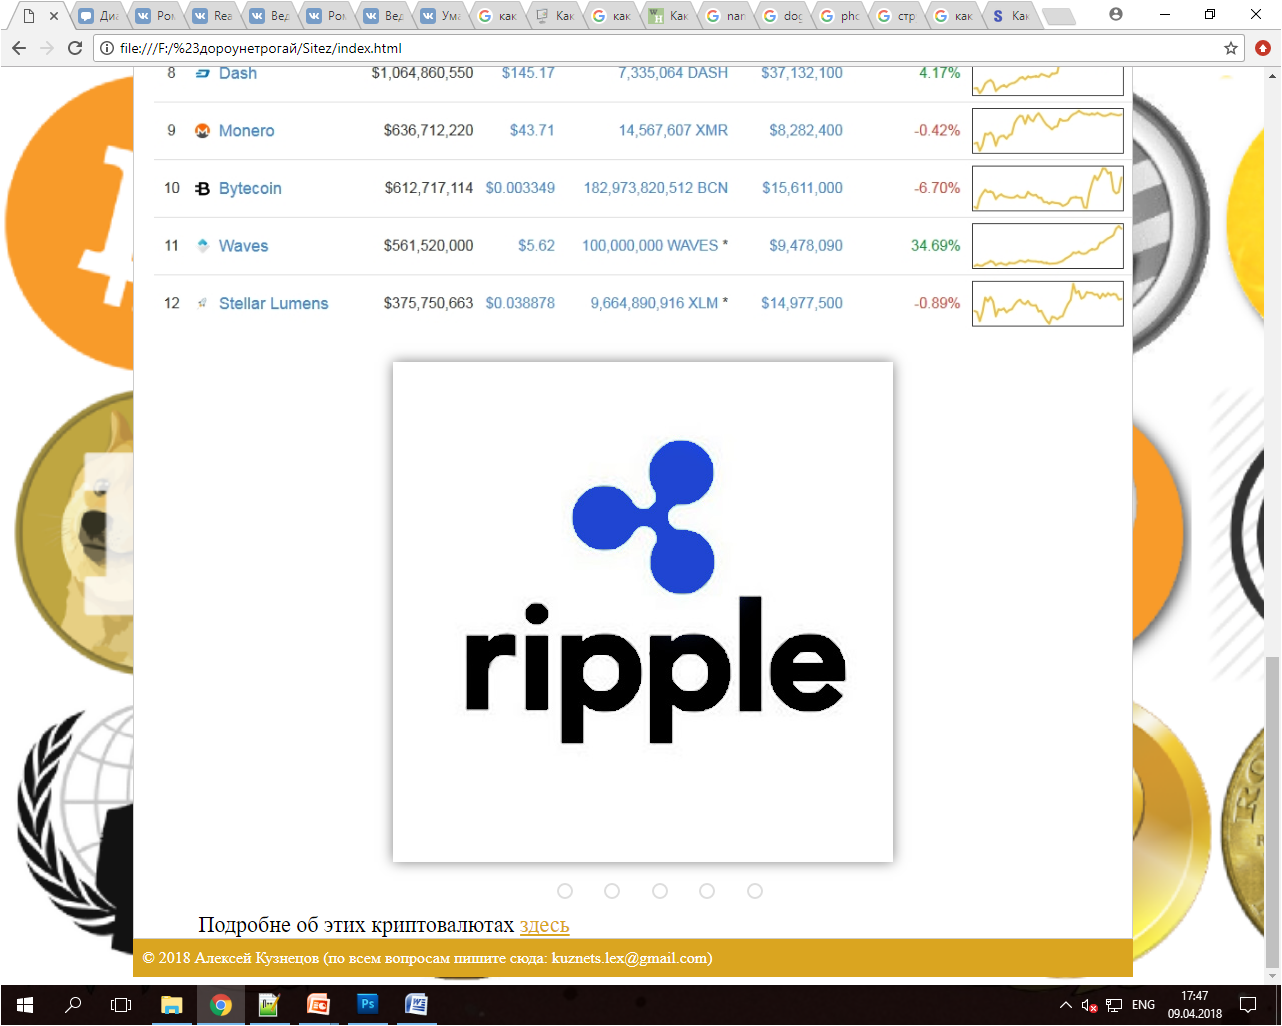 Диа
Ром
Rea
Вед
Ром
Вед
Ума
как
Как
как
Как
nan
dog
pho
стр
как
Как
file:///F:/%23дороунетрогай/Sitez/index.html
8 Dash $1,064,860,550 $145.17 7,335,064 DASH $37,132,100 4.17%
9 Monero $636,712,220 $43.71 14,567,607 XMR $8,282,400 -0.42%
10 Bytecoin $612,717,114 $0.003349 182,973,820,512 BCN $15,611,000 -6.70%
11 Waves $561,520,000 $5.62 100,000,000 WAVES * $9,478,090 34.69%
12 Stellar Lumens $375,750,663 $0.038878 9,664,890,916 XLM * $14,977,500 -0.89%
ripple
Подробне об этих криптовалютах здесь
© 2018 Алексей Кузнецов (по всем вопросам пишите сюда: kuznets.lex@gmail.com)
ENG
17:47
09.04.2018